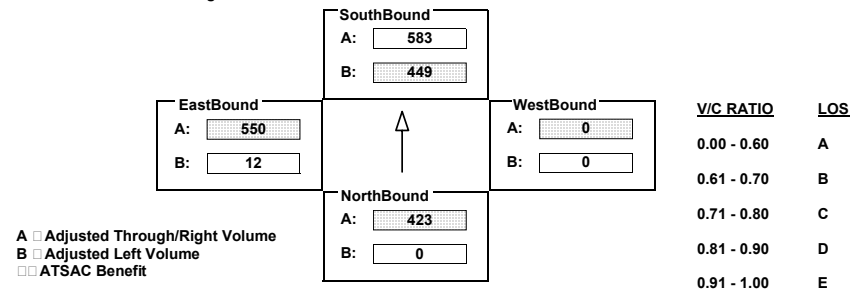 SouthBound
A: 583
B: 449
EastBound
A: 550
B: 12
WestBound
A: 0
B: 0
NorthBound
A: 423
B: 0
A □ Adjusted Through/Right Volume
B □ Adjusted Left Volume
□□ ATSAC Benefit
V/C RATIO LOS
0.00 - 0.60 A
0.61 - 0.70 B
0.71 - 0.80 C
0.81 - 0.90 D
0.91 - 1.00 E